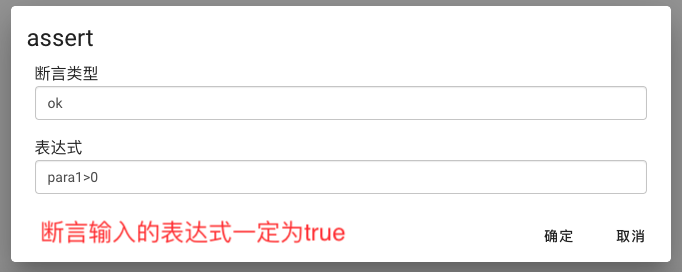 assert
断言类型
ok
表达式
para1>0
断言输入的表达式一定为true
确定 取消